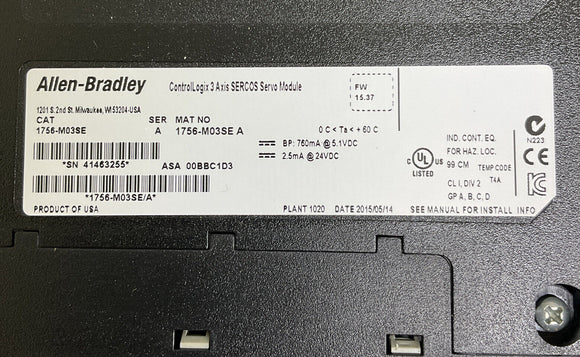 Allen-Bradley
ControlLogix 3 Axis SERCOS Servo Module
FW
15.37
1201 S. 2nd St. Milwaukee, WI 53204-USA
CAT SER MAT NO
1756-M03SE A 1756-M03SE A
0 C < Ta < + 60 C
BP: 760mA @ 5.1VDC
2.5mA @ 24VDC
*SN 41463255*
ASA 00BBC1D3
*1756-M03SE/A*
PRODUCT OF USA
PLANT 1020 DATE 2015/05/14
C UL US
LISTED
IND. CONT. EQ.
FOR HAZ. LOC.
99 CM TEMP CODE
T4A
CL I, DIV 2
GP A, B, C, D
SEE MANUAL FOR INSTALL INFO
N223
CE